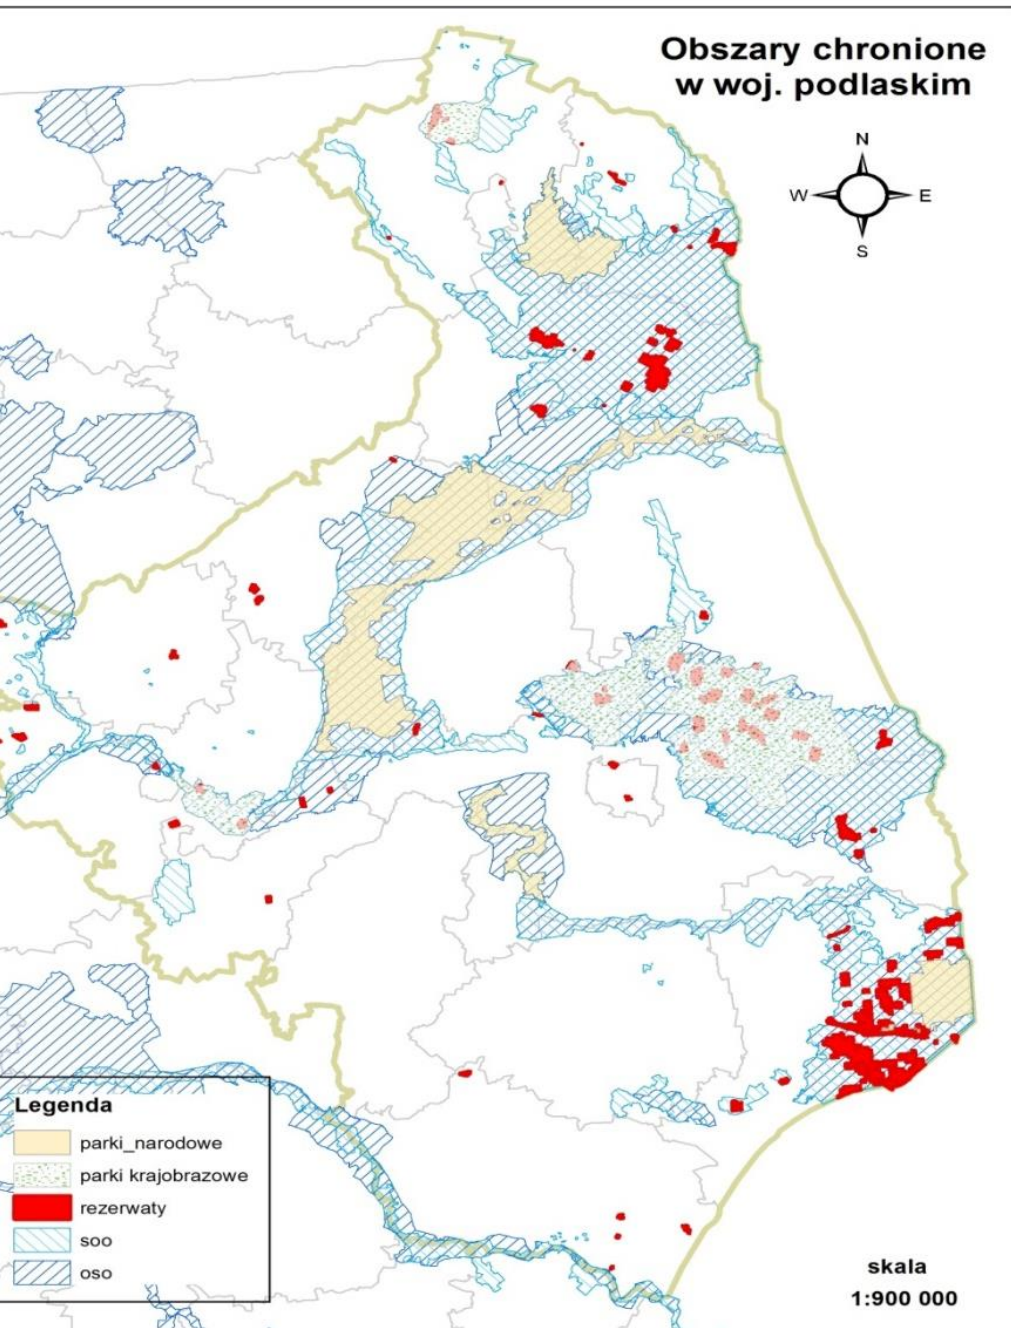 Obszary chronione
w woj. podlaskim
N
W
E
S
Legenda
parki_narodowe
parki krajobrazowe
rezerwaty
soo
oso
skala
1:900 000